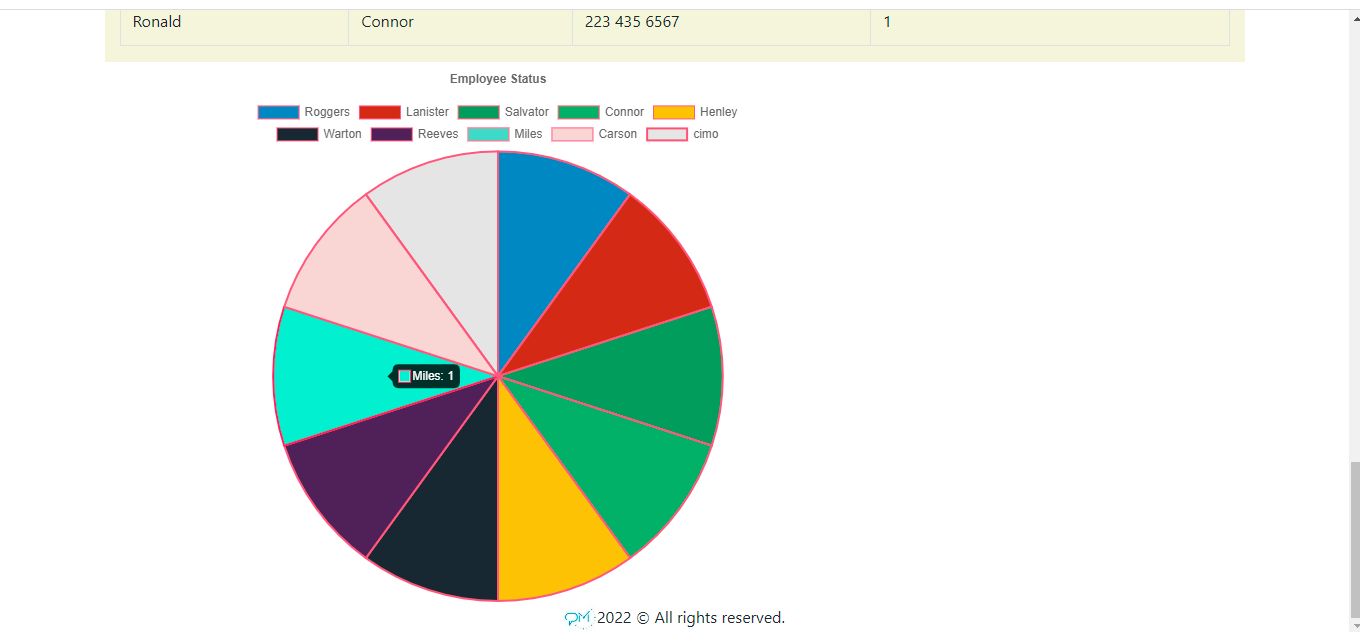 Ronald Connor 223 435 6567 1
Employee Status
Roggers Lanister Salvator Connor Henley
Warton Reeves Miles Carson cimo
Miles: 1
PM 2022 © All rights reserved.